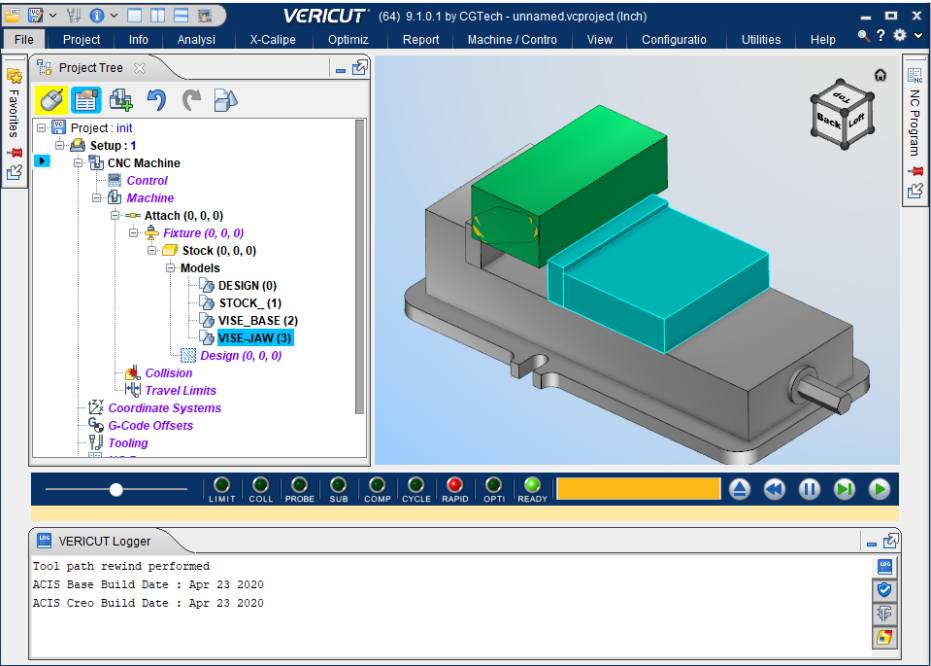 VERICUT (64) 9.1.0.1 by CGTech - unnamed.vcproject (Inch)
File Project Info Analysi X-Calipe Optimiz Report Machine / Contro View Configuratio Utilities Help
Project Tree
Favorites
NC Program
Project : init
Setup : 1
CNC Machine
Control
Machine
Attach (0, 0, 0)
Fixture (0, 0, 0)
Stock (0, 0, 0)
Models
DESIGN (0)
STOCK_ (1)
VISE_BASE (2)
VISE-JAW (3)
Design (0, 0, 0)
Collision
Travel Limits
Coordinate Systems
G-Code Offsets
Tooling
Top
Back Left
LIMIT COLL PROBE SUB COMP CYCLE RAPID OPTI READY
VERICUT Logger
Tool path rewind performed
ACIS Base Build Date : Apr 23 2020
ACIS Creo Build Date : Apr 23 2020